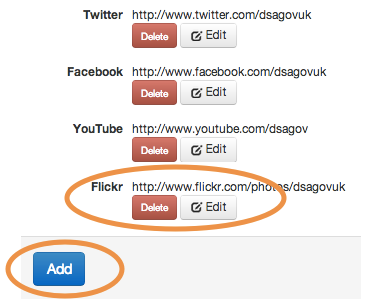 Twitter http://www.twitter.com/dsagovuk
Delete Edit
Facebook http://www.facebook.com/dsagovuk
Delete Edit
YouTube http://www.youtube.com/dsagov
Delete Edit
Flickr http://www.flickr.com/photos/dsagovuk
Delete Edit
Add